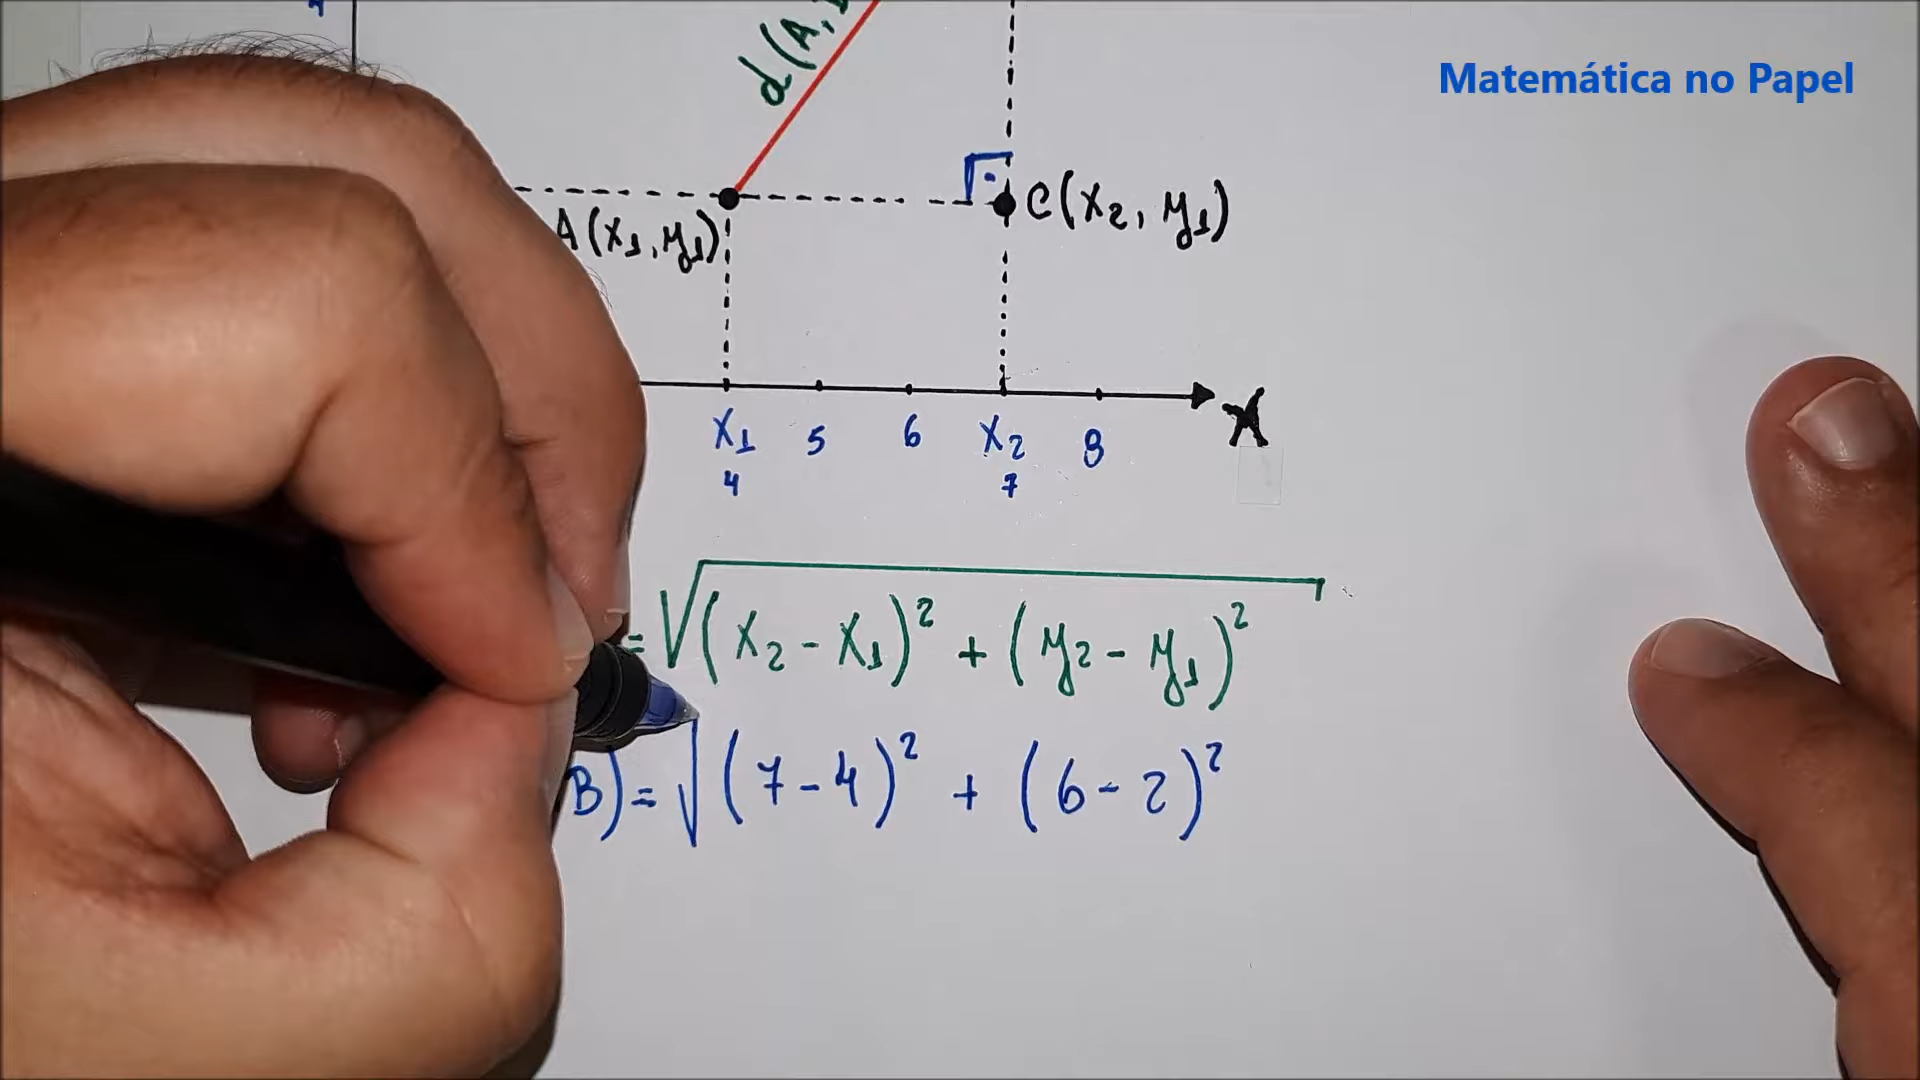 Matemática no Papel
d(A,
A(x₁, y₁)
C(x₂, y₁)
x₁ 5 6 x₂ 8 X
4 7
= √(x₂ - x₁)² + (y₂ - y₁)²
B) = √(7 - 4)² + (6 - 2)²